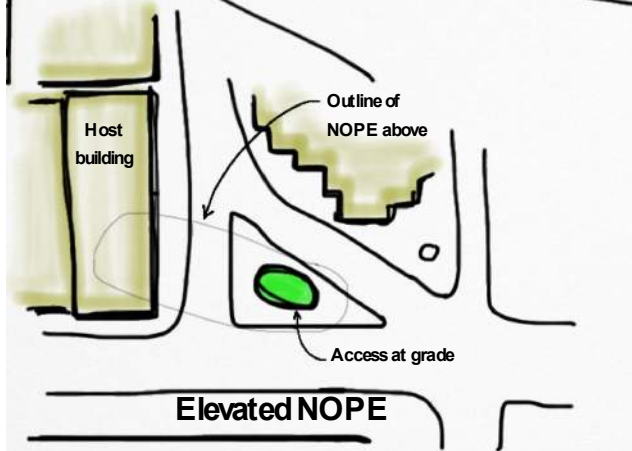 Outline of
NOPE above
Host
building
Access at grade
Elevated NOPE